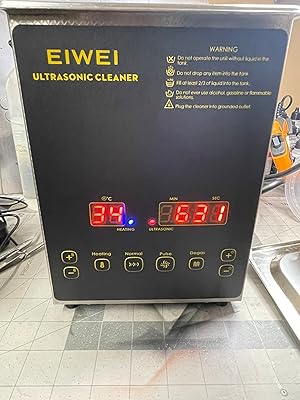 EIWEI
ULTRASONIC CLEANER
WARNING
Do not operate the unit without liquid in the
tank.
Do not drop any item into the tank
Fill at least 2/3 of liquid into the tank.
Do not ever use alcohol, gasoline or flammable
solutions.
Plug the cleaner into grounded outlet.
℃ MIN SEC
34 631
HEATING ULTRASONIC
Heating Normal Pulse Degas